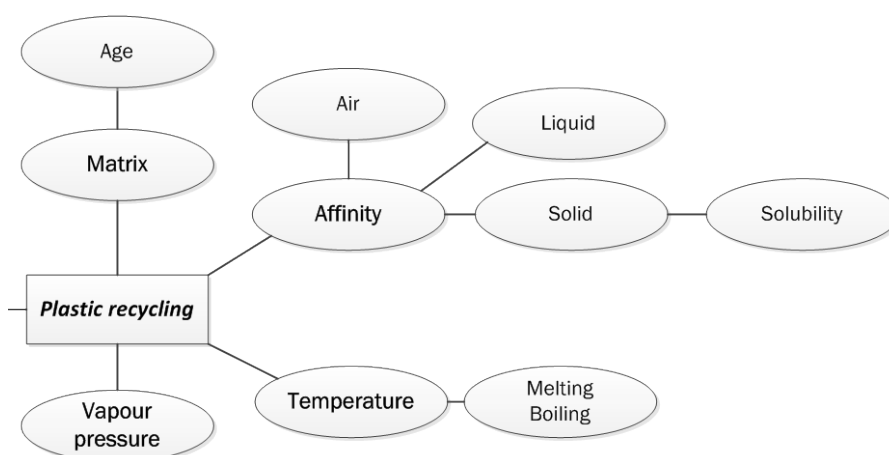 Age
Air
Liquid
Matrix
Affinity
Solid
Solubility
Plastic recycling
Temperature
Melting
Boiling
Vapour
pressure